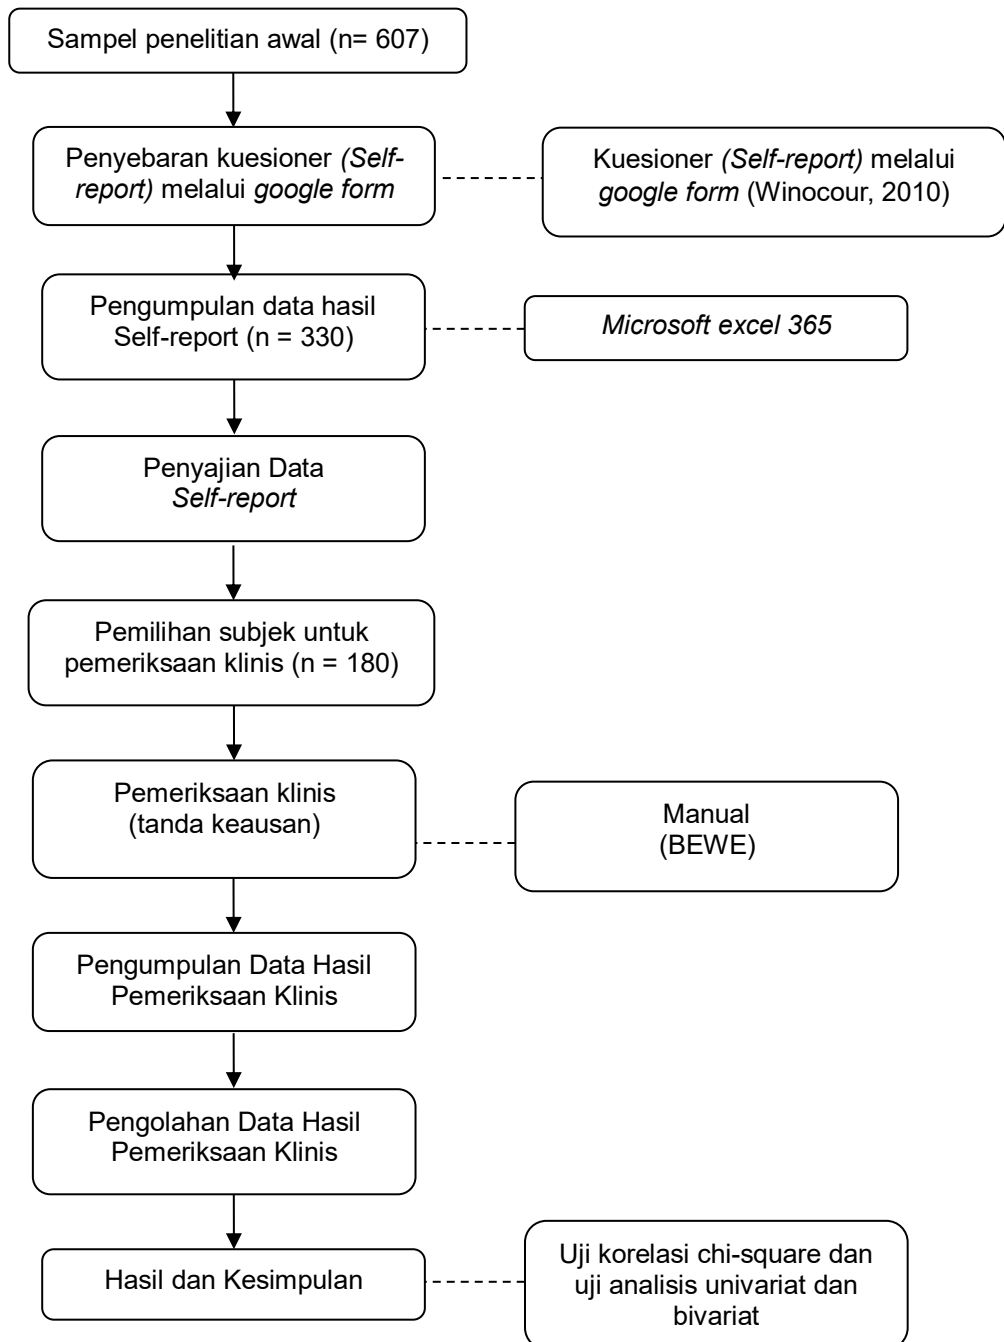 Sampel penelitian awal (n= 607)
Penyebaran kuesioner (Self-
report) melalui google form
Kuesioner (Self-report) melalui
google form (Winocour, 2010)
Pengumpulan data hasil
Self-report (n = 330)
Microsoft excel 365
Penyajian Data
Self-report
Pemilihan subjek untuk
pemeriksaan klinis (n = 180)
Pemeriksaan klinis
(tanda keausan)
Manual
(BEWE)
Pengumpulan Data Hasil
Pemeriksaan Klinis
Pengolahan Data Hasil
Pemeriksaan Klinis
Hasil dan Kesimpulan
Uji korelasi chi-square dan
uji analisis univariat dan
bivariat